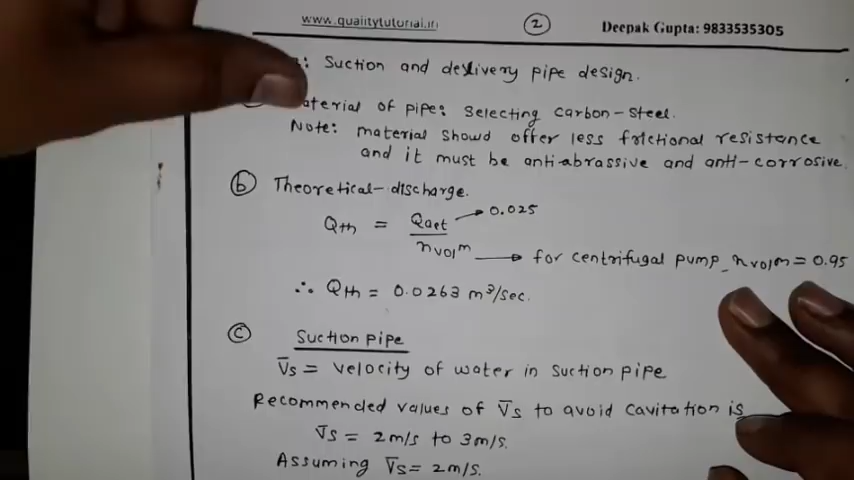 www.qualitytutorial.in 2 Deepak Gupta: 9833535305
: Suction and delivery pipe design.
aterial of pipe: Selecting Carbon-Steel.
Note: material should offer less frictional resistance
and it must be anti-abrassive and anti-corrosive.
(b) Theoretical-discharge.
Qth = Qact / ηvolm → 0.025
→ for centrifugal pump ηvolm = 0.95
∴ Qth = 0.0263 m³/sec.
(c) Suction pipe
V̄s = velocity of water in suction pipe
Recommended values of V̄s to avoid cavitation is
V̄s = 2m/s to 3m/s.
Assuming V̄s = 2m/s.